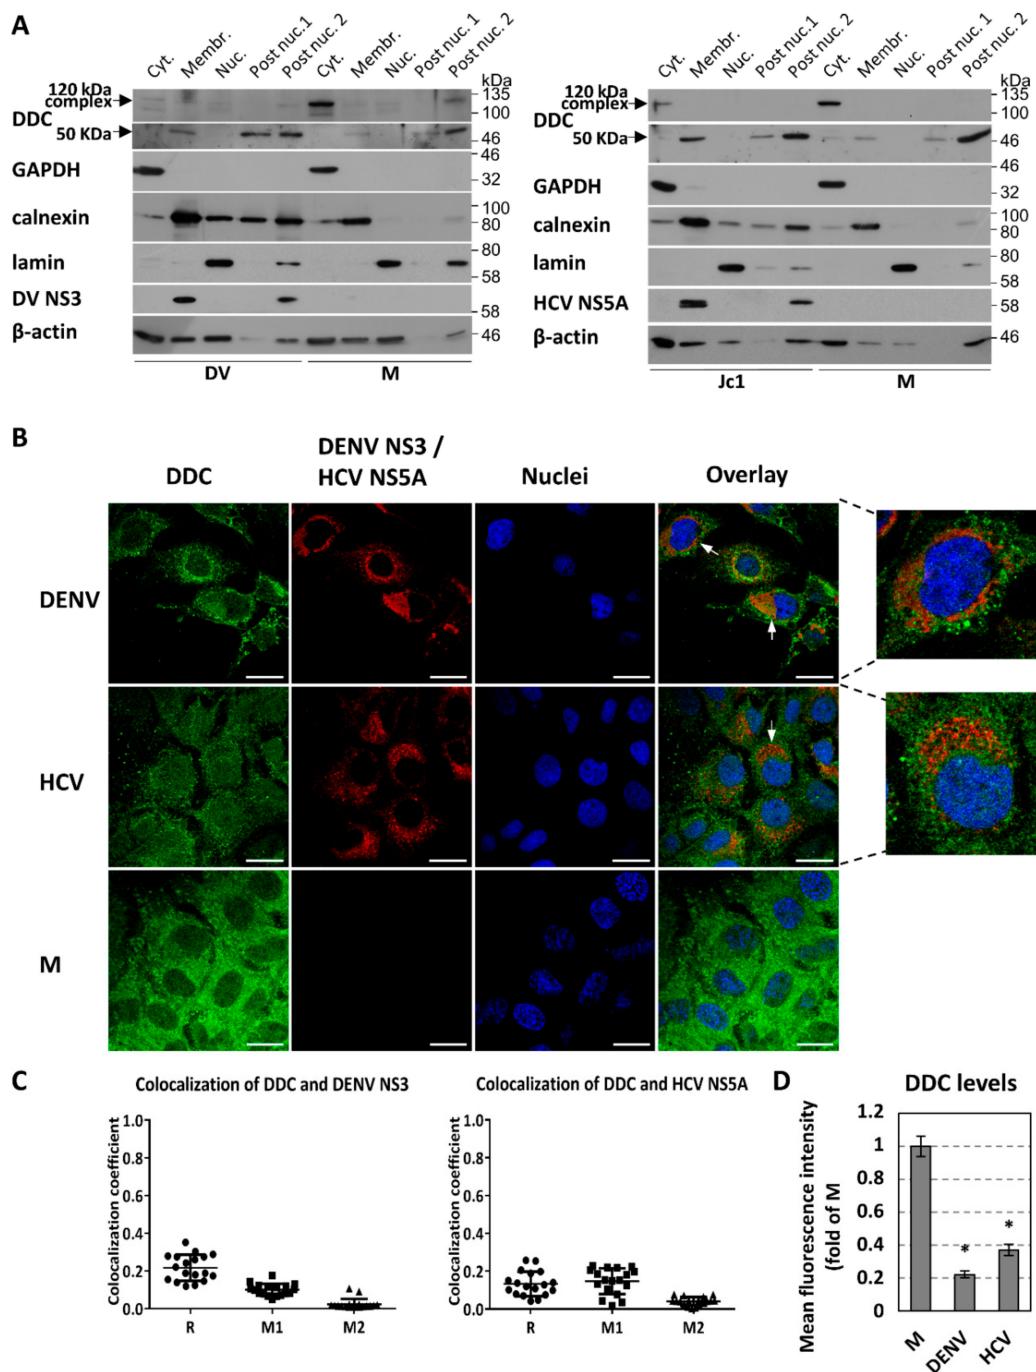 A
Cyt.
Membr.
Nuc.
Post nuc.1
Post nuc. 2
Cyt.
Membr.
Nuc.
Post nuc.1
Post nuc. 2
kDa
120 kDa
complex
135
100
DDC
50 KDa
46
46
GAPDH
32
calnexin
100
80
lamin
80
58
DV NS3
58
β-actin
46
DV
M
Cyt.
Membr.
Nuc.
Post nuc.1
Post nuc. 2
Cyt.
Membr.
Nuc.
Post nuc.1
Post nuc. 2
kDa
120 kDa
complex
135
100
DDC
50 KDa
46
46
GAPDH
32
calnexin
100
80
lamin
80
58
HCV NS5A
58
β-actin
46
Jc1
M
B
DDC
DENV NS3 /
HCV NS5A
Nuclei
Overlay
DENV
HCV
M
C
Colocalization of DDC and DENV NS3
Colocalization coefficient
1.0
0.8
0.6
0.4
0.2
0.0
R
M1
M2
Colocalization of DDC and HCV NS5A
Colocalization coefficient
1.0
0.8
0.6
0.4
0.2
0.0
R
M1
M2
D
DDC levels
Mean fluorescence intensity
(fold of M)
1.2
1
0.8
0.6
0.4
0.2
0
*
*
M
DENV
HCV